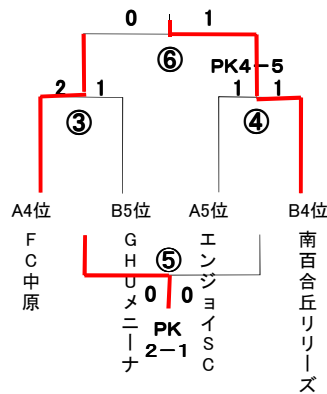 0 1
⑥
PK4-5
2 1
1 1
③
④
A4位
B5位
A5位
B4位
FC中原
GHUメニーナ
エンジョイSC
南百合丘リリーズ
⑤
0 0
PK
2-1